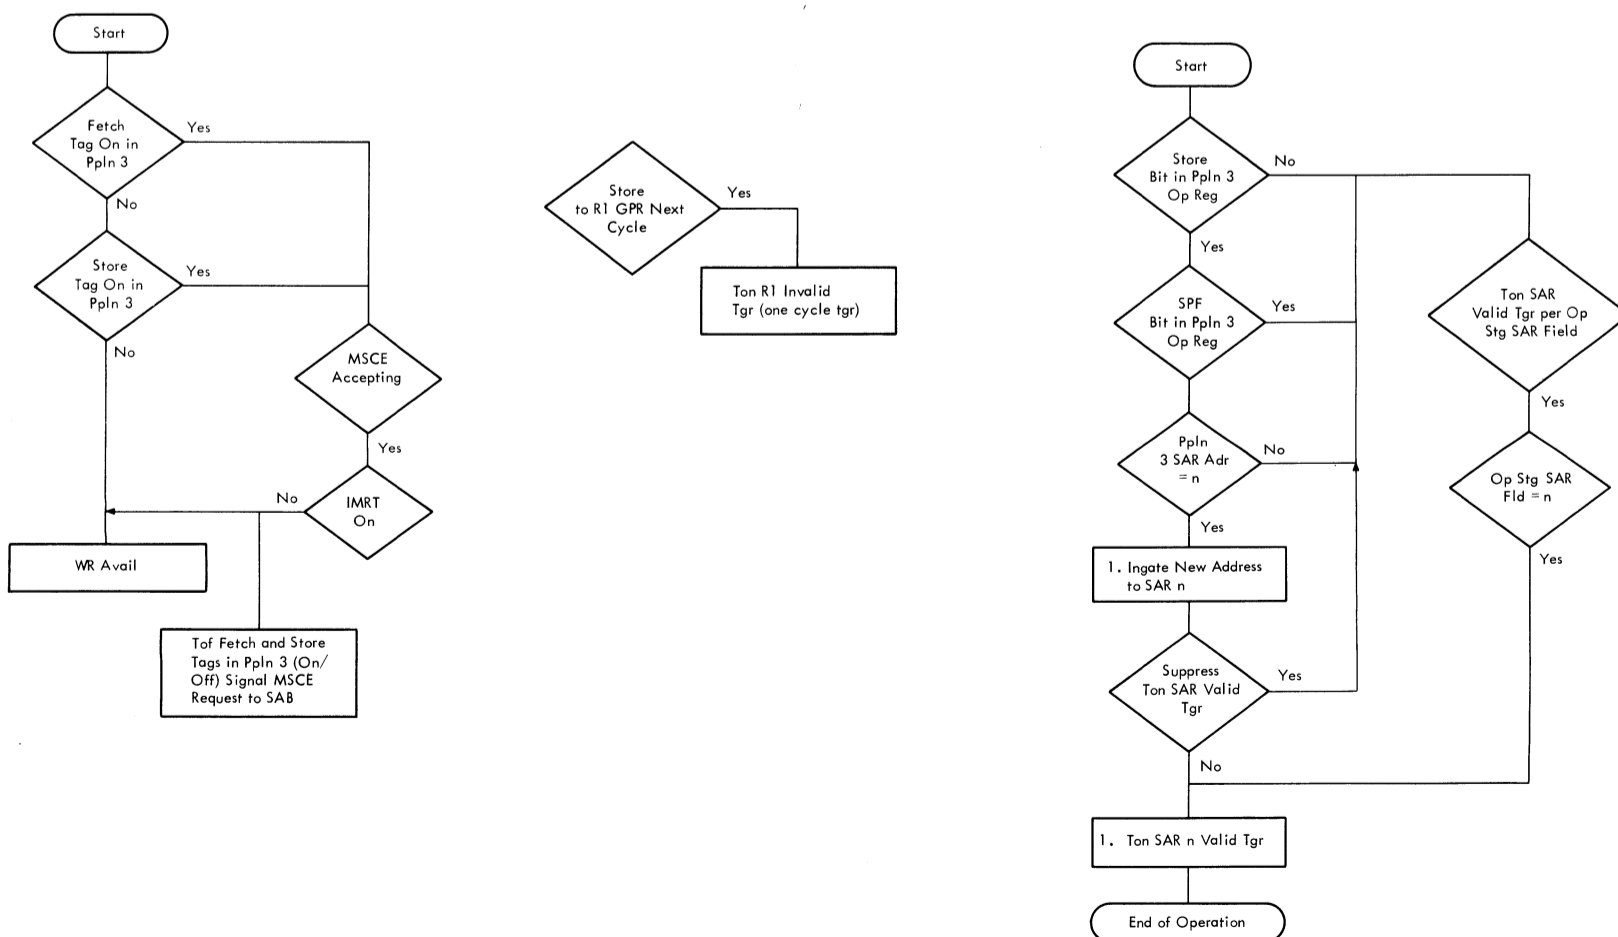 Start
Fetch
Tag On in
Ppln 3
Yes
No
Store
Tag On in
Ppln 3
Yes
No
MSCE
Accepting
Yes
IMRT
On
No
WR Avail
Tof Fetch and Store
Tags in Ppln 3 (On/
Off) Signal MSCE
Request to SAB
Store
to R1 GPR Next
Cycle
Yes
Ton R1 Invalid
Tgr (one cycle tgr)
Start
Store
Bit in Ppln 3
Op Reg
No
Yes
SPF
Bit in Ppln 3
Op Reg
Yes
Ppln
3 SAR Adr
= n
No
Yes
1. Ingate New Address
to SAR n
Suppress
Ton SAR Valid
Tgr
Yes
No
Ton SAR
Valid Tgr per Op
Stg SAR Field
Yes
Op Stg SAR
Fld = n
Yes
1. Ton SAR n Valid Tgr
End of Operation